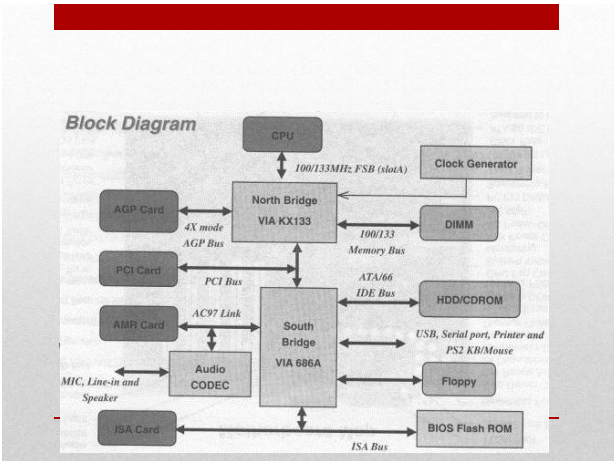 Block Diagram
CPU
100/133MHz FSB (slotA)
Clock Generator
North Bridge
VIA KX133
AGP Card
4X mode
AGP Bus
DIMM
100/133
Memory Bus
PCI Card
PCI Bus
ATA/66
IDE Bus
HDD/CDROM
AMR Card
AC97 Link
South
Bridge
VIA 686A
USB, Serial port, Printer and
PS2 KB/Mouse
Audio
CODEC
MIC, Line-in and
Speaker
Floppy
ISA Card
ISA Bus
BIOS Flash ROM